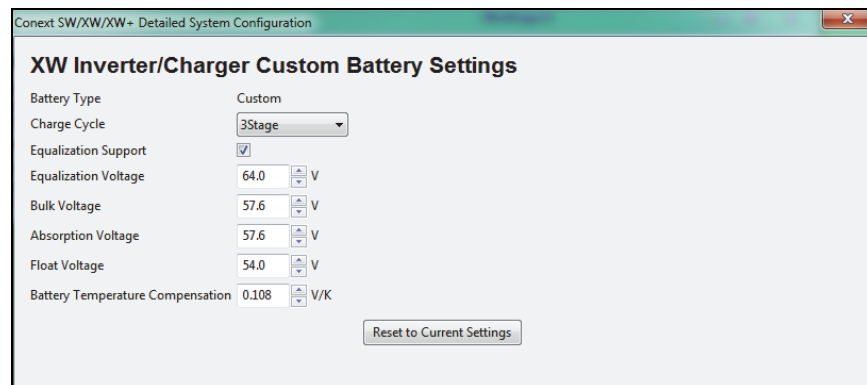 Conext SW/XW/XW+ Detailed System Configuration
x
XW Inverter/Charger Custom Battery Settings
Battery Type Custom
Charge Cycle 3Stage
Equalization Support
Equalization Voltage 64.0 V
Bulk Voltage 57.6 V
Absorption Voltage 57.6 V
Float Voltage 54.0 V
Battery Temperature Compensation 0.108 V/K
Reset to Current Settings